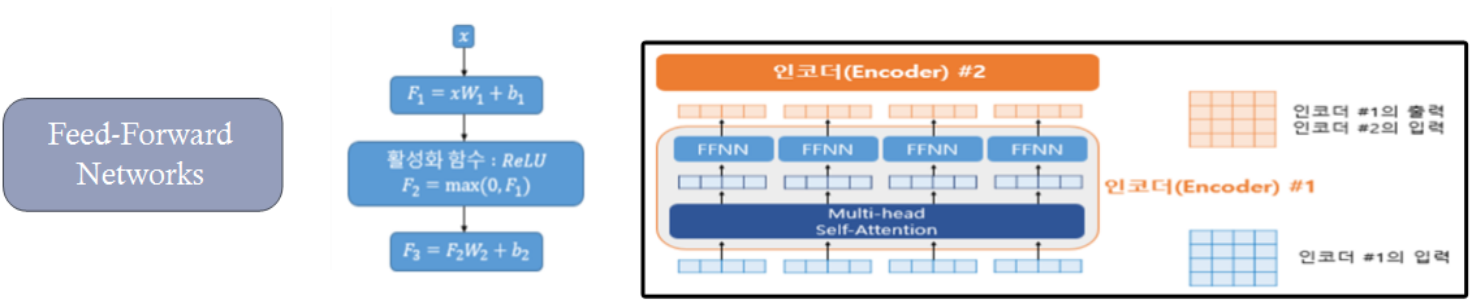 Feed-Forward
Networks
x
F₁ = xW₁ + b₁
활성화 함수 : ReLU
F₂ = max(0, F₁)
F₃ = F₂W₂ + b₂
인코더(Encoder) #2
FFNN FFNN FFNN FFNN
Multi-head
Self-Attention
인코더 #1의 출력
인코더 #2의 입력
인코더(Encoder) #1
인코더 #1의 입력